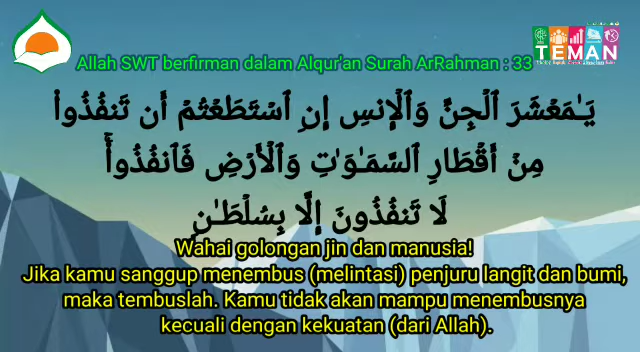 Allah SWT berfirman dalam Alqur'an Surah ArRahman : 33
TEMAN
يَـٰمَعْشَرَ ٱلْجِنِّ وَٱلْإِنسِ إِنِ ٱسْتَطَعْتُمْ أَن تَنفُذُوا۟
مِنْ أَقْطَارِ ٱلسَّمَـٰوَٰتِ وَٱلْأَرْضِ فَٱنفُذُوا۟ۚ
لَا تَنفُذُونَ إِلَّا بِسُلْطَـٰنٍ
Wahai golongan jin dan manusia!
Jika kamu sanggup menembus (melintasi) penjuru langit dan bumi,
maka tembuslah. Kamu tidak akan mampu menembusnya
kecuali dengan kekuatan (dari Allah).